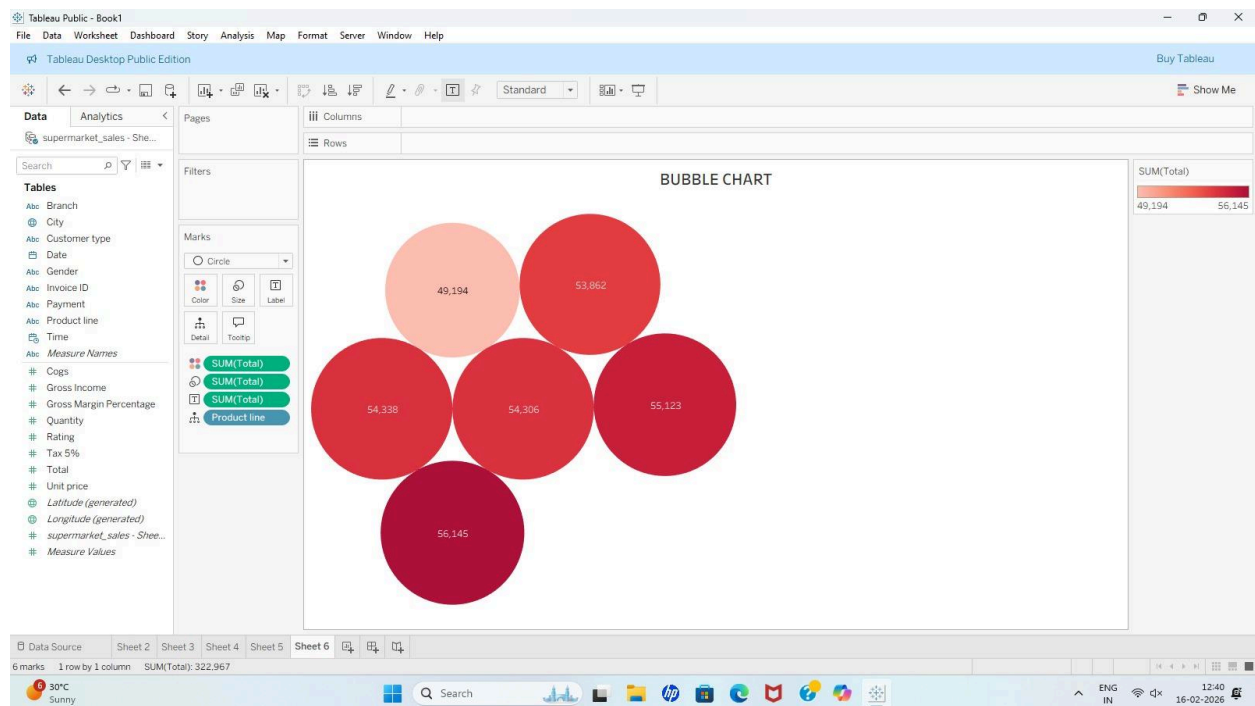 Tableau Public - Book1
File Data Worksheet Dashboard Story Analysis Map Format Server Window Help
Tableau Desktop Public Edition
Buy Tableau
Standard
Show Me
Data
Analytics
supermarket_sales - She...
Search
Tables
Abc Branch
City
Abc Customer type
Date
Abc Gender
Abc Invoice ID
Abc Payment
Abc Product line
Time
Abc Measure Names
# Cogs
# Gross Income
# Gross Margin Percentage
# Quantity
# Rating
# Tax 5%
# Total
# Unit price
Latitude (generated)
Longitude (generated)
# supermarket_sales - Shee...
# Measure Values
Pages
Filters
Marks
Circle
Color Size Label
Detail Tooltip
SUM(Total)
SUM(Total)
T SUM(Total)
Product line
Columns
Rows
BUBBLE CHART
49,194
53,862
54,338
54,306
55,123
56,145
SUM(Total)
49,194 56,145
Data Source Sheet 2 Sheet 3 Sheet 4 Sheet 5 Sheet 6
6 marks 1 row by 1 column SUM(Total): 322,967
6
30°C
Sunny
Search
hp
ENG
IN
12:40
16-02-2026